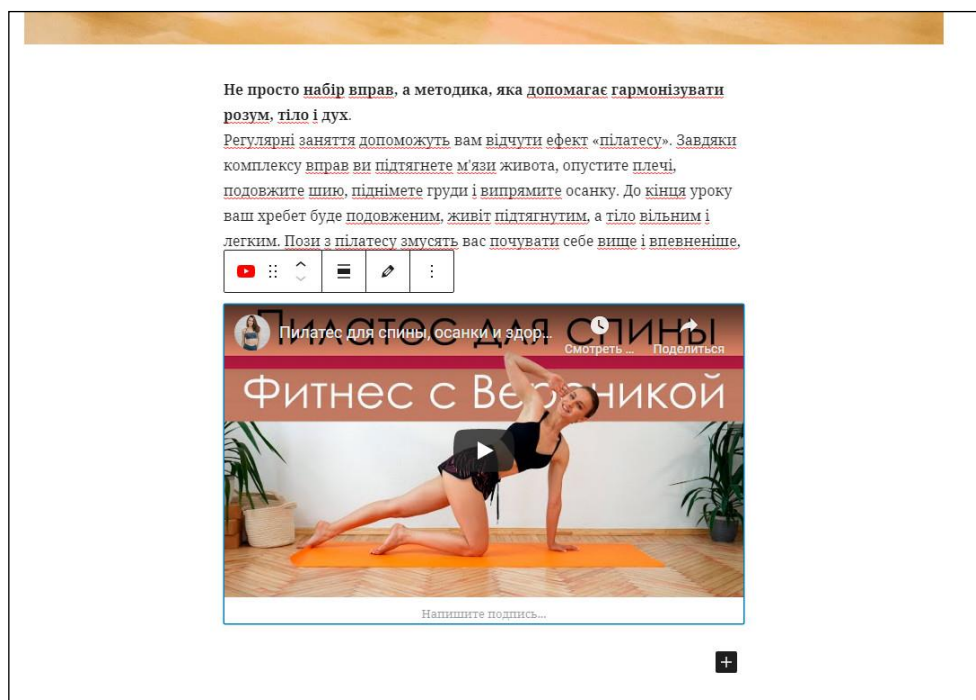 Не просто набір вправ, а методика, яка допомагає гармонізувати
розум, тіло і дух.
Регулярні заняття допоможуть вам відчути ефект «пілатесу». Завдяки
комплексу вправ ви підтягнете м'язи живота, опустите плечі,
подовжите шию, піднімете груди і випрямите осанку. До кінця уроку
ваш хребет буде подовженим, живіт підтягнутим, а тіло вільним і
легким. Пози з пілатесу змусять вас почувати себе вище і впевненіше,
Пилатес для спины
Пилатес для спины, осанки и здор...
Смотреть ...
Поделиться
Фитнес с Вероникой
Напишите подпись...